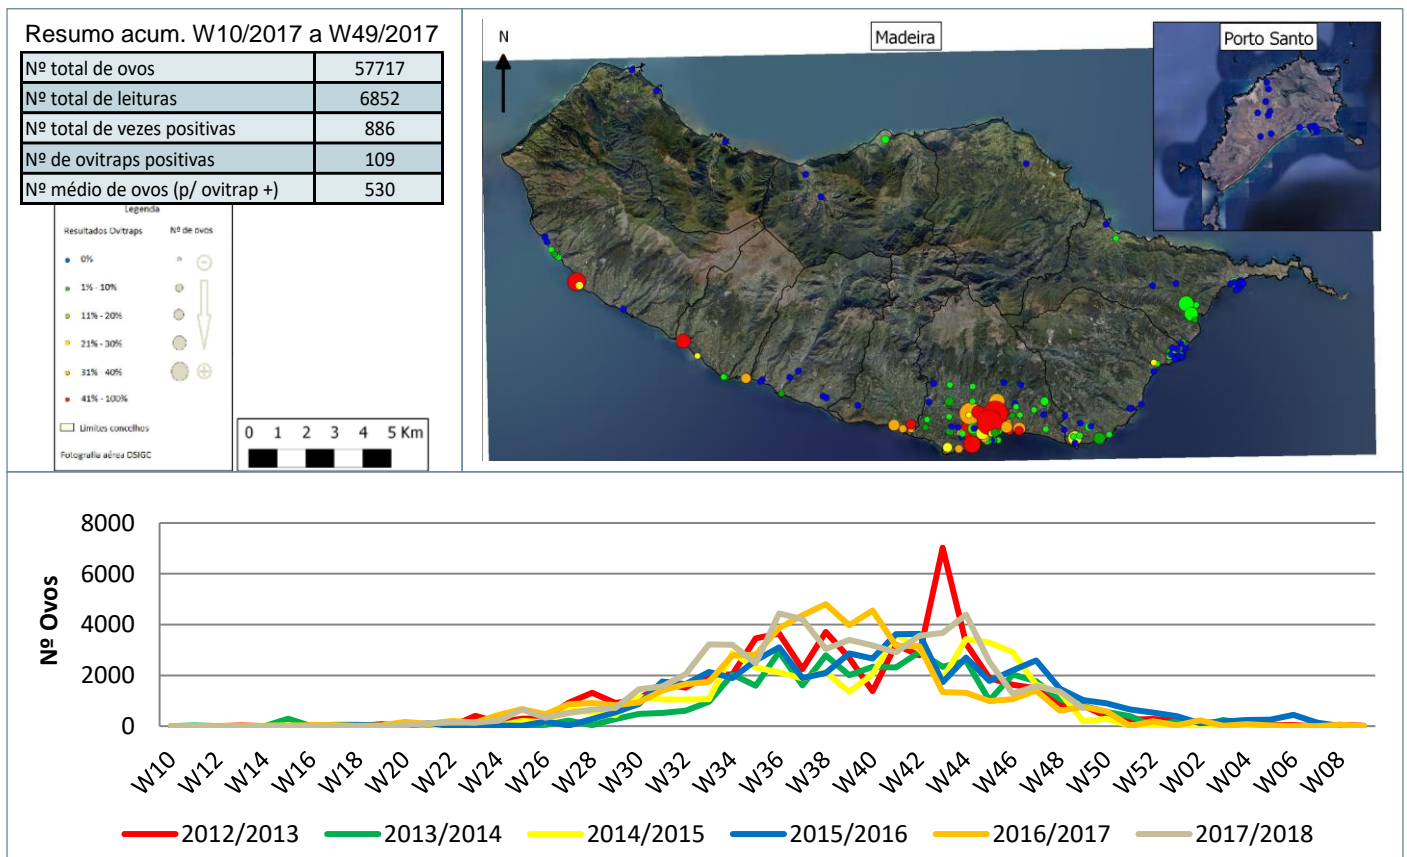 Resumo acum. W10/2017 a W49/2017
Nº total de ovos 57717
Nº total de leituras 6852
Nº total de vezes positivas 886
Nº de ovitraps positivas 109
Nº médio de ovos (p/ ovitrap +) 530
Legenda
Resultados Ovitraps Nº de ovos
0%
1% - 10%
11% - 20%
21% - 30%
31% - 40%
41% - 100%
Limites concelhos
Fotografia aérea DSIGC
0 1 2 3 4 5 Km
N
Madeira
Porto Santo
Nº Ovos
8000
6000
4000
2000
0
W10 W12 W14 W16 W18 W20 W22 W24 W26 W28 W30 W32 W34 W36 W38 W40 W42 W44 W46 W48 W50 W52 W02 W04 W06 W08
2012/2013 2013/2014 2014/2015 2015/2016 2016/2017 2017/2018